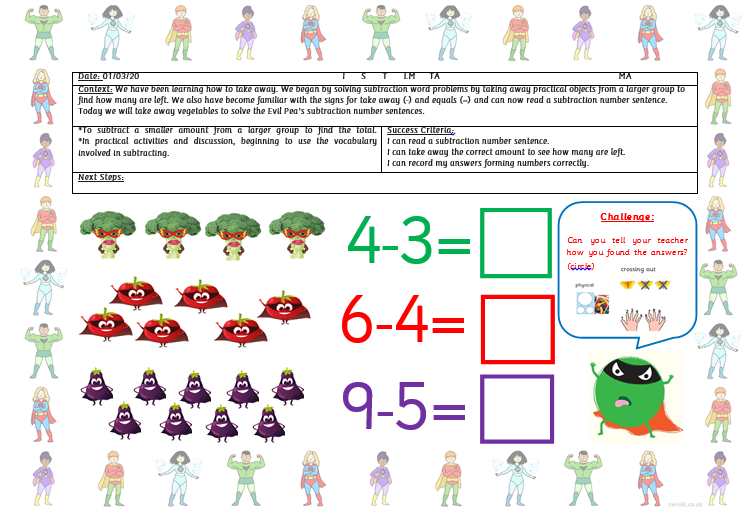 Date: 01/03/20 I S T LM TA MA
Context: We have been learning how to take away. We began by solving subtraction word problems by taking away practical objects from a larger group to
find how many are left. We also have become familiar with the signs for take away (-) and equals (=) and can now read a subtraction number sentence.
Today we will take away vegetables to solve the Evil Pea's subtraction number sentences.
*To subtract a smaller amount from a larger group to find the total.
*In practical activities and discussion, beginning to use the vocabulary
involved in subtracting.
Success Criteria:
I can read a subtraction number sentence.
I can take away the correct amount to see how many are left.
I can record my answers forming numbers correctly.
Next Steps:
4-3=
6-4=
9-5=
Challenge:
Can you tell your teacher
how you found the answers?
(circle)
crossing out
physical
twinkl.co.uk